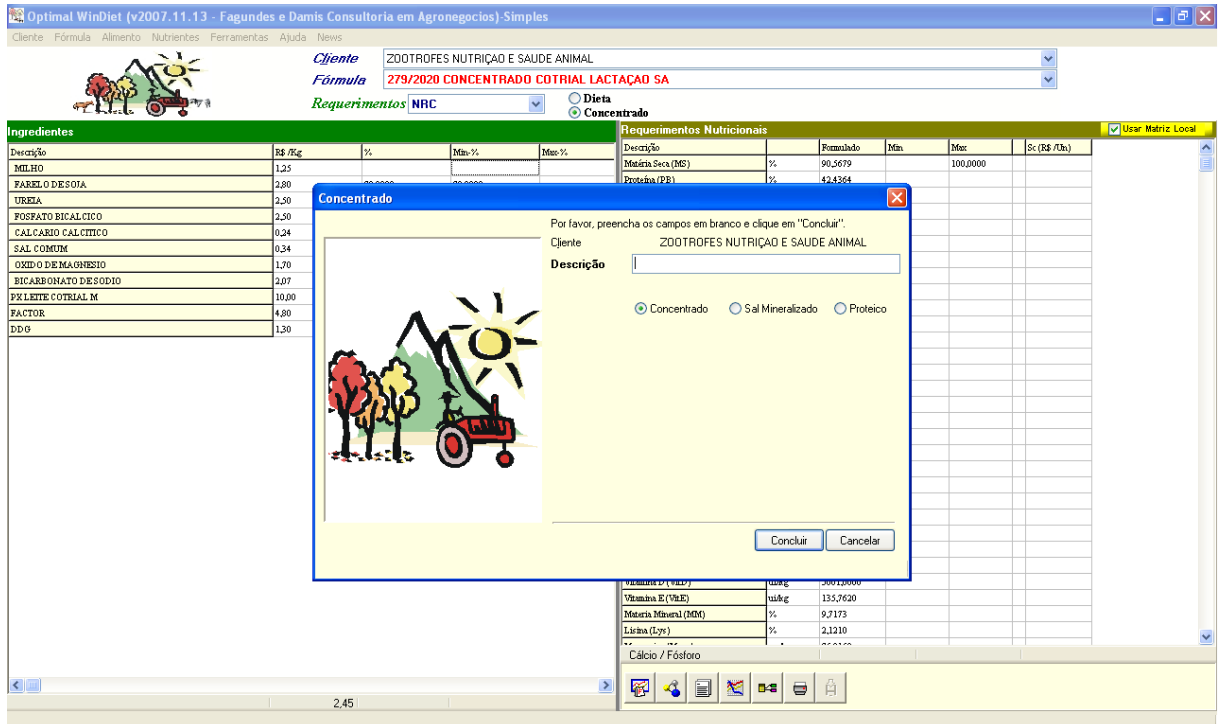 Optimal WinDiet (v2007.11.13 - Fagundes e Damis Consultoria em Agronegocios)-Simples
Cliente Fórmula Alimento Nutrientes Ferramentas Ajuda News
Cliente ZOOTROFES NUTRIÇAO E SAUDE ANIMAL
Fórmula 279/2020 CONCENTRADO COTRIAL LACTAÇAO SA
Requerimentos NRC
Dieta
Concentrado
Ingredientes
Descrição R$ /Kg % Min-% Max-%
MILHO 1,25
FARELO DE SOJA 2,80
UREIA 2,50
FOSFATO BICALCICO 2,50
CALCARIO CALCITICO 0,24
SAL COMUM 0,34
OXIDO DE MAGNESIO 1,70
BICARBONATO DE SODIO 2,07
PX LEITE COTRIAL M 10,00
FACTOR 4,80
DDG 1,30
2,45
Requerimentos Nutricionais Usar Matriz Local
Descrição Formulado Min Max Sc (R$ /Un.)
Matéria Seca (MS) % 90,5679 100,0000
Proteína (PB) % 42,4364
Concentrado
Por favor, preencha os campos em branco e clique em "Concluir".
Cliente ZOOTROFES NUTRIÇAO E SAUDE ANIMAL
Descrição
Concentrado Sal Mineralizado Proteico
Concluir Cancelar
Vitamina E (VitE) ui/kg 135,7620
Materia Mineral (MM) % 9,7173
Lisina (Lys) % 2,1210
Cálcio / Fósforo